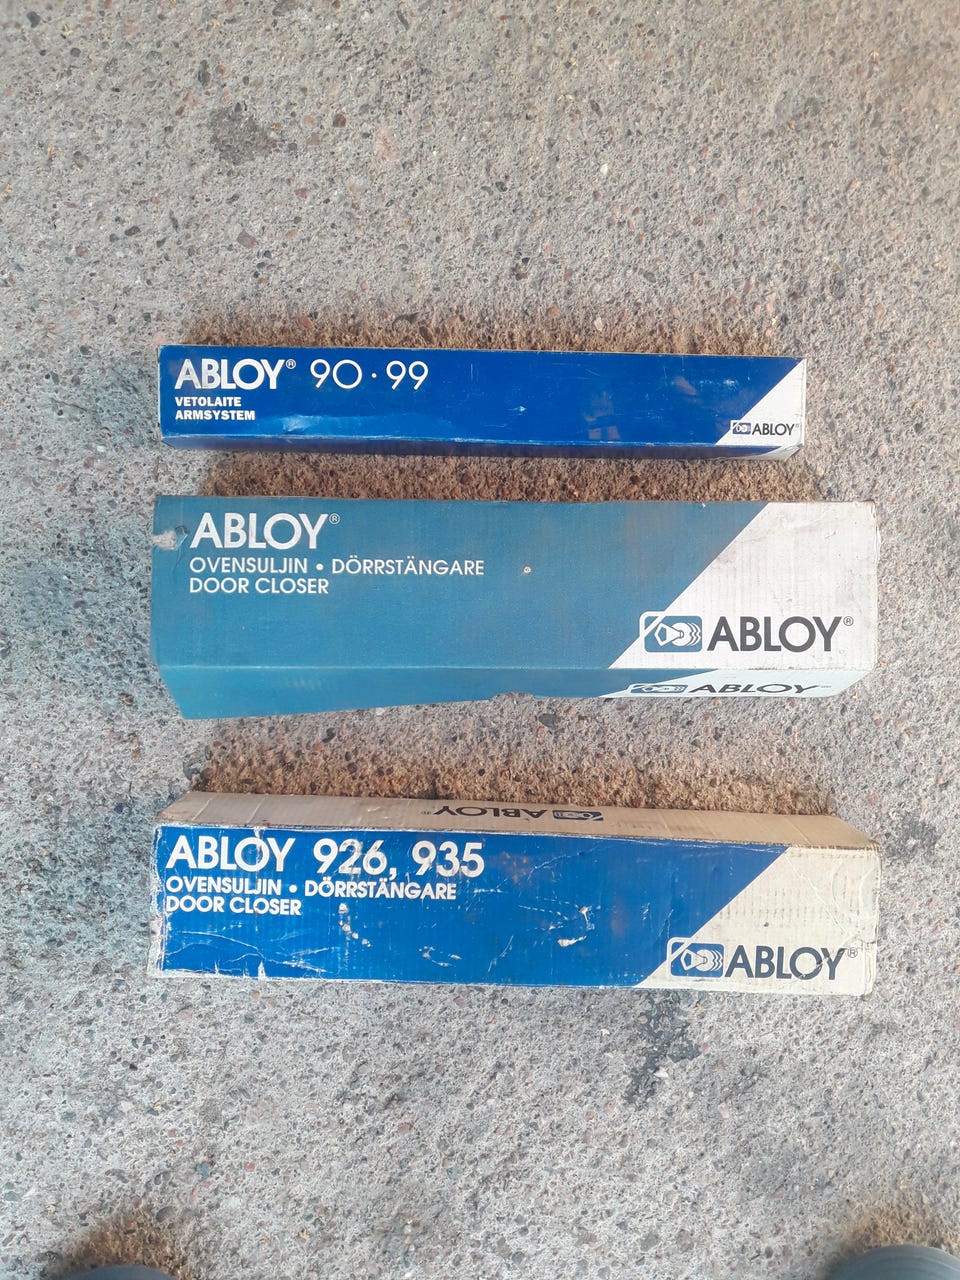 ABLOY® 90·99
VETOLAITE
ARMSYSTEM
ABLOY
ABLOY®
OVENSULJIN • DÖRRSTÄNGARE
DOOR CLOSER
ABLOY®
ABLOY
ABLOY
ABLOY
ABLOY 926, 935
OVENSULJIN • DÖRRSTÄNGARE
DOOR CLOSER
ABLOY®